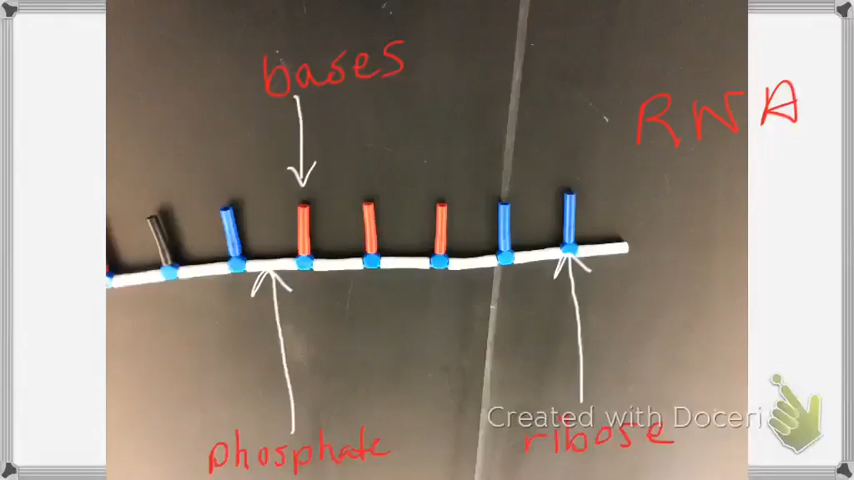 bases
RNA
phosphate
ribose
Created with Doceri